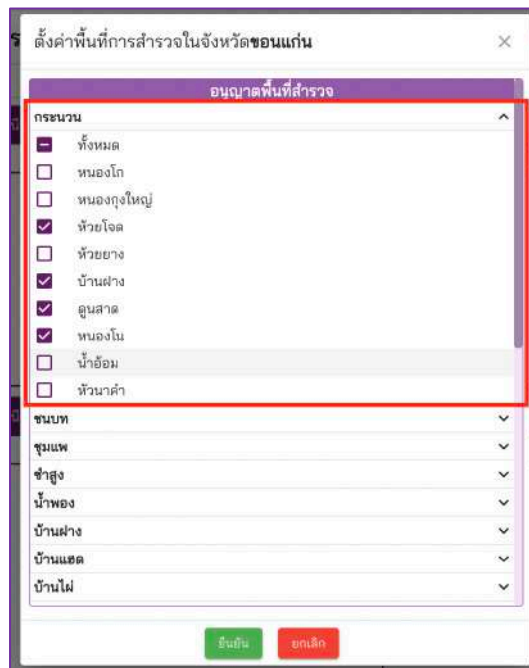 ตั้งค่าพื้นที่การสำรวจในจังหวัดขอนแก่น
อนุญาตพื้นที่สำรวจ
กระนวน
ทั้งหมด
หนองโก
หนองกุงใหญ่
ห้วยโจด
ห้วยยาง
บ้านฝาง
ดูนสาด
หนองโน
น้ำอ้อม
หัวนาคำ
ชนบท
ชุมแพ
ซำสูง
น้ำพอง
บ้านฝาง
บ้านแฮด
บ้านไผ่
ยืนยัน
ยกเลิก